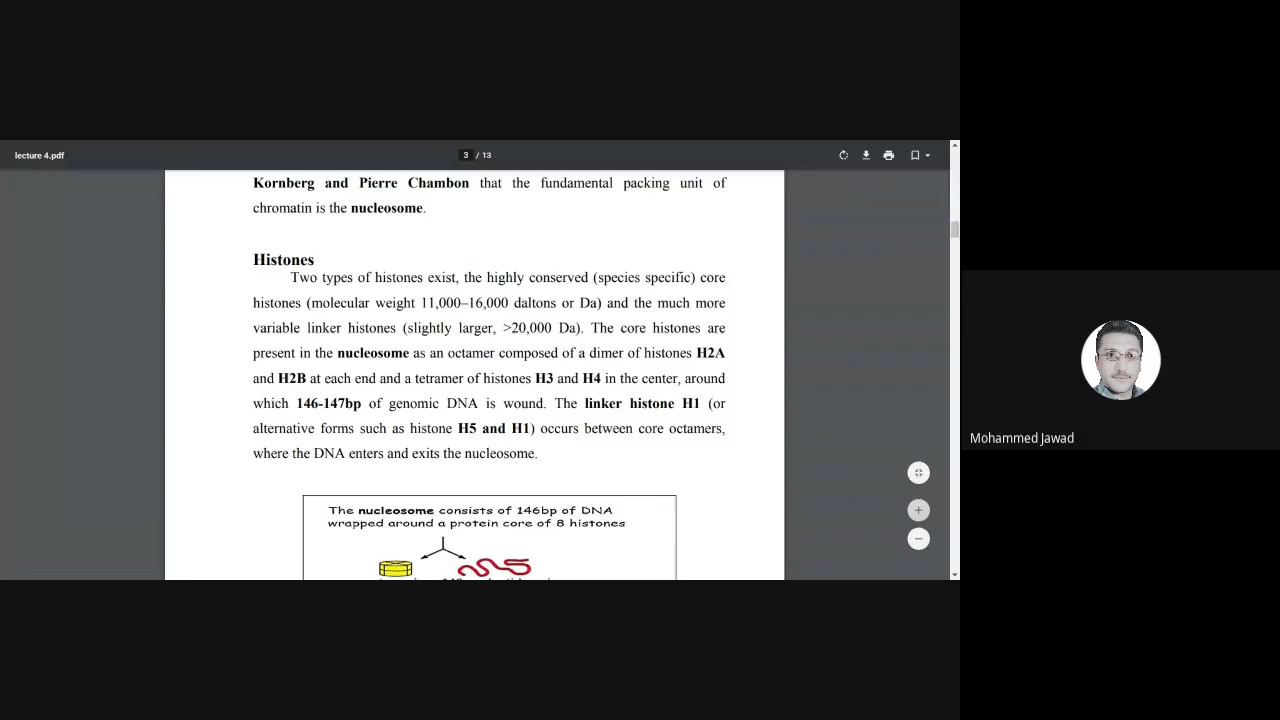 lecture 4.pdf
3 / 13
Kornberg and Pierre Chambon that the fundamental packing unit of
chromatin is the nucleosome.
Histones
Two types of histones exist, the highly conserved (species specific) core
histones (molecular weight 11,000–16,000 daltons or Da) and the much more
variable linker histones (slightly larger, >20,000 Da). The core histones are
present in the nucleosome as an octamer composed of a dimer of histones H2A
and H2B at each end and a tetramer of histones H3 and H4 in the center, around
which 146-147bp of genomic DNA is wound. The linker histone H1 (or
alternative forms such as histone H5 and H1) occurs between core octamers,
where the DNA enters and exits the nucleosome.
The nucleosome consists of 146bp of DNA
wrapped around a protein core of 8 histones
Mohammed Jawad